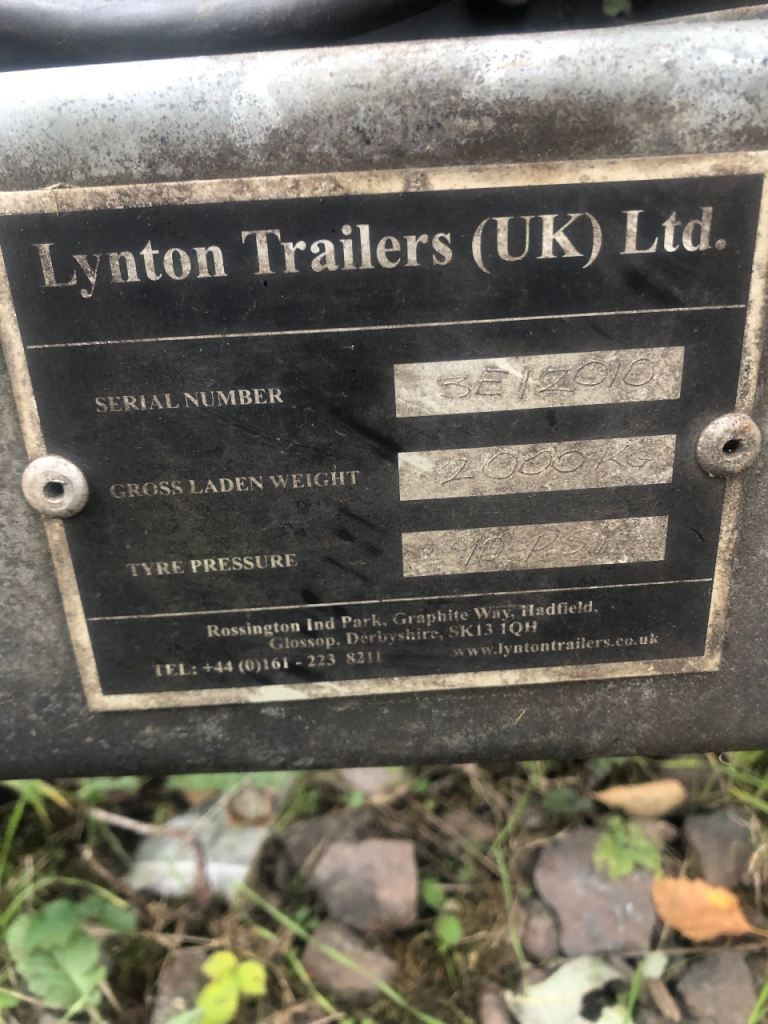 Lynton Trailers (UK) Ltd.
SERIAL NUMBER SE12010
GROSS LADEN WEIGHT 2000KG
TYRE PRESSURE
Rossington Ind Park, Graphite Way, Hadfield,
Glossop, Derbyshire, SK13 1QH
TEL: +44 (0)161 - 223 8211 www.lyntontrailers.co.uk